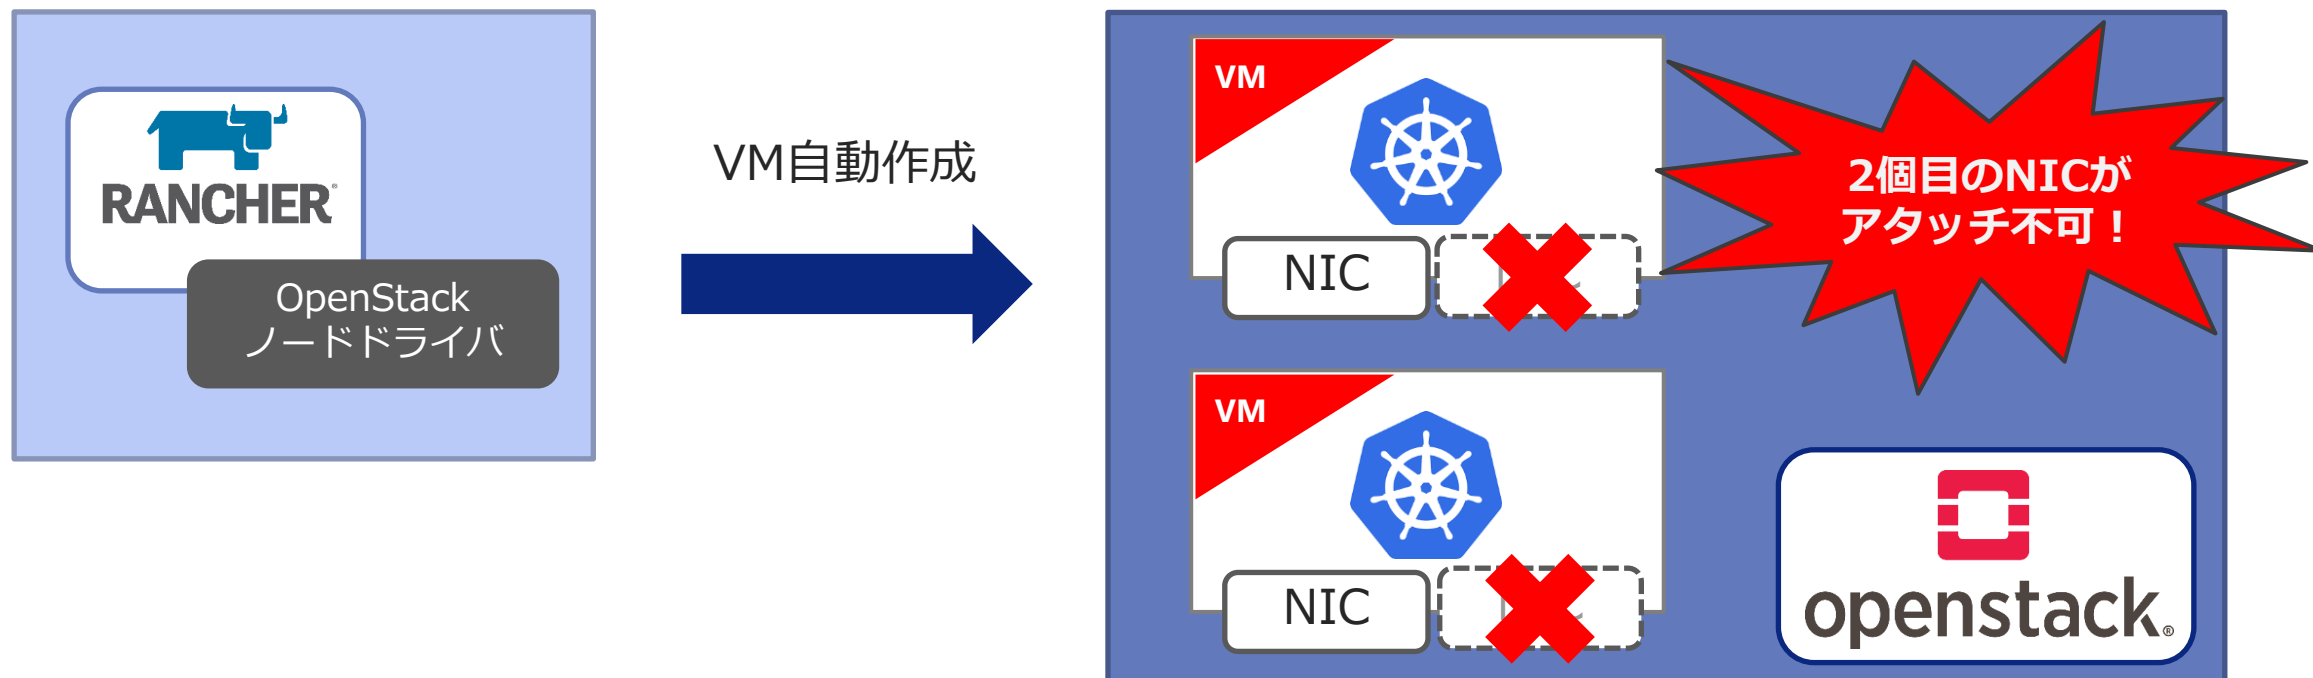 RANCHER®
OpenStack
ノードドライバ
VM自動作成
VM
NIC
2個目のNICが
アタッチ不可！
VM
NIC
openstack®